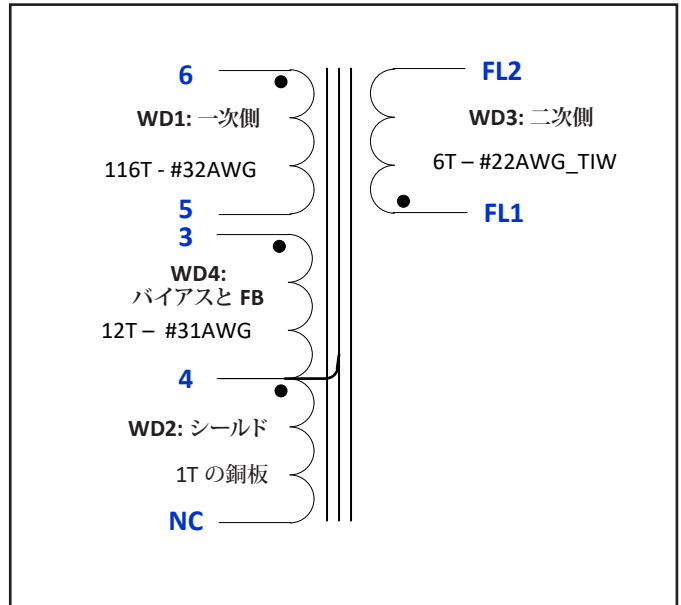 6
WD1: 一次側
116T - #32AWG
5
3
WD4:
バイアスと FB
12T – #31AWG
4
WD2: シールド
1T の銅板
NC
FL2
WD3: 二次側
6T – #22AWG_TIW
FL1